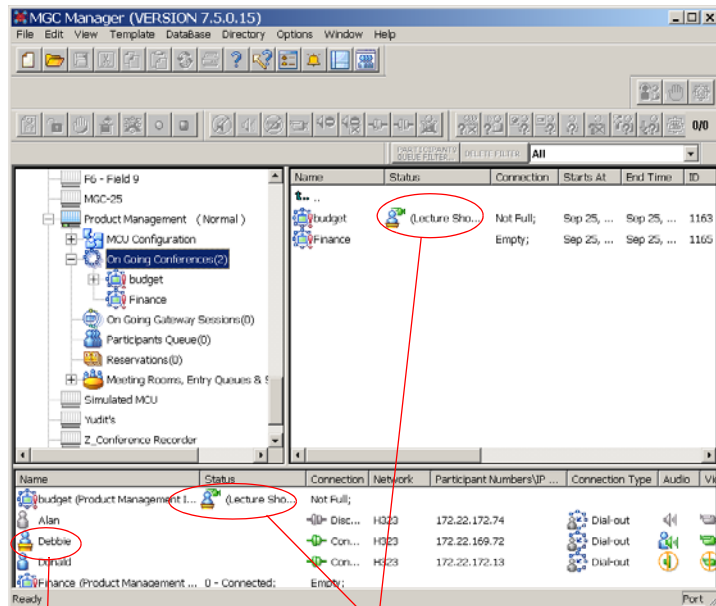 MGC Manager (VERSION 7.5.0.15)
File Edit View Template DataBase Directory Options Window Help
0/0
PARTICIPANTS QUEUE FILTER... DELETE FILTER All
F6 - Field 9
MGC-25
Product Management (Normal)
MCU Configuration
On Going Conferences(2)
budget
Finance
On Going Gateway Sessions(0)
Participants Queue(0)
Reservations(0)
Meeting Rooms, Entry Queues & S
Simulated MCU
Yudit's
Z_Conference Recorder
Name Status Connection Starts At End Time ID
..
budget (Lecture Sho... Not Full; Sep 25, ... Sep 25, ... 1163
Finance Empty; Sep 25, ... Sep 25, ... 1165
Name Status Connection Network Participant Numbers\IP ... Connection Type Audio Vi
budget (Product Management I... (Lecture Sho... Not Full;
Alan Disc... H323 172.22.172.74 Dial-out
Debbie Con... H323 172.22.169.72 Dial-out
Donald Con... H323 172.22.172.13 Dial-out
Finance (Product Management ... 0 - Connected; Empty;
Ready Port